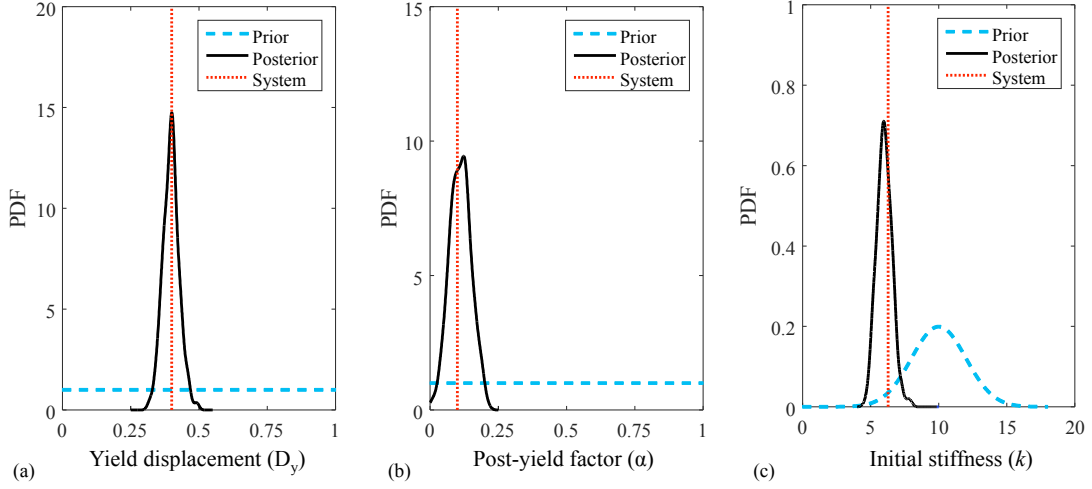 20
15
10
5
0
PDF
Prior
Posterior
System
0
0.25
0.5
0.75
1
(a)
Yield displacement (D_y)
15
10
5
0
PDF
Prior
Posterior
System
0
0.25
0.5
0.75
1
(b)
Post-yield factor (α)
1
0.8
0.6
0.4
0.2
0
PDF
Prior
Posterior
System
0
5
10
15
20
(c)
Initial stiffness (k)